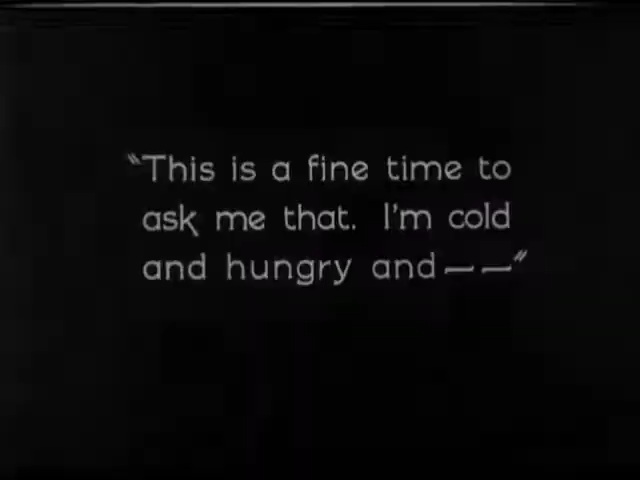 "This is a fine time to
ask me that. I'm cold
and hungry and — —"